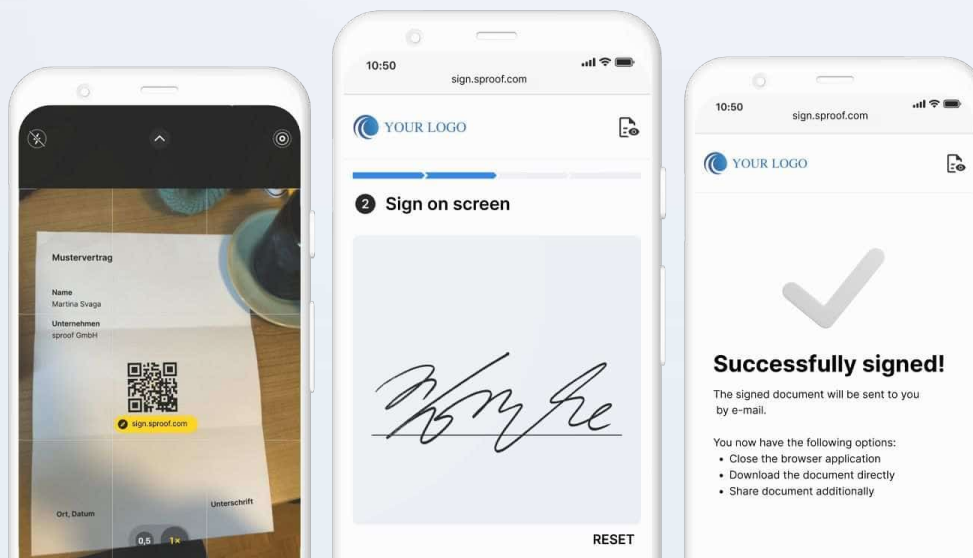 Mustervertrag
Name
Martina Svaga
Unternehmen
sproof GmbH
sign.sproof.com
Ort, Datum
Unterschrift
0,5
1x
10:50
sign.sproof.com
YOUR LOGO
2 Sign on screen
RESET
10:50
sign.sproof.com
YOUR LOGO
Successfully signed!
The signed document will be sent to you
by e-mail.
You now have the following options:
• Close the browser application
• Download the document directly
• Share document additionally